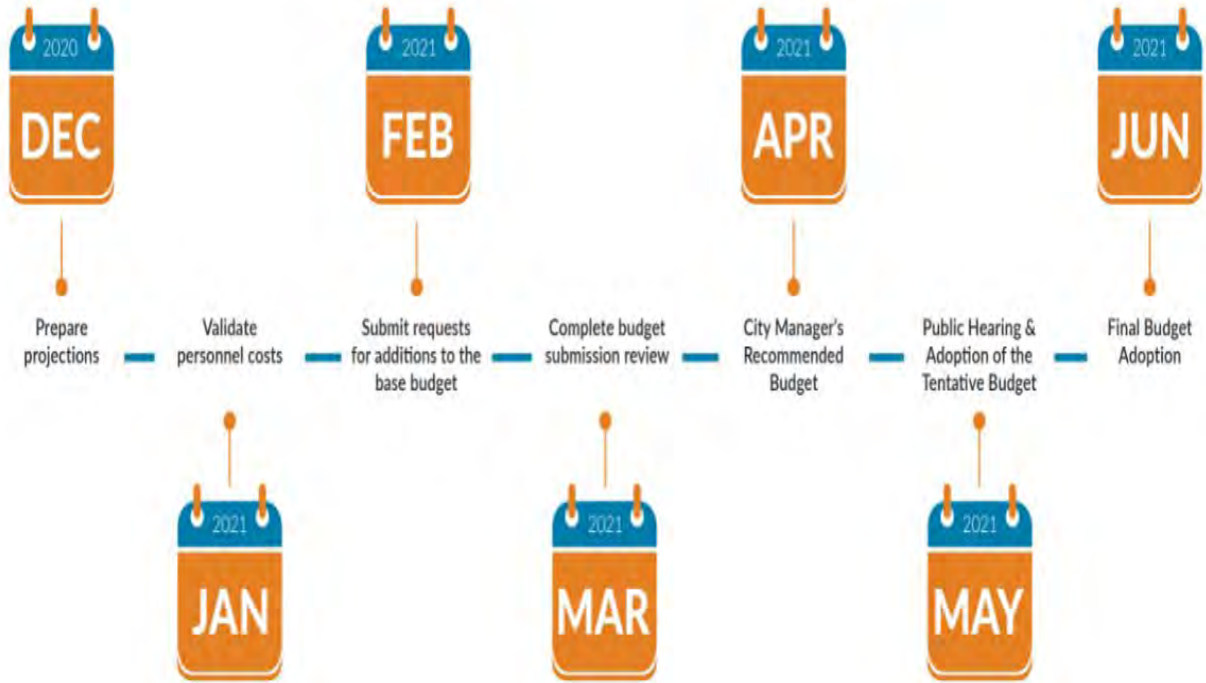 2020
DEC
2021
FEB
2021
APR
2021
JUN
Prepare
projections
Validate
personnel costs
Submit requests
for additions to the
base budget
Complete budget
submission review
City Manager's
Recommended
Budget
Public Hearing &
Adoption of the
Tentative Budget
Final Budget
Adoption
2021
JAN
2021
MAR
2021
MAY